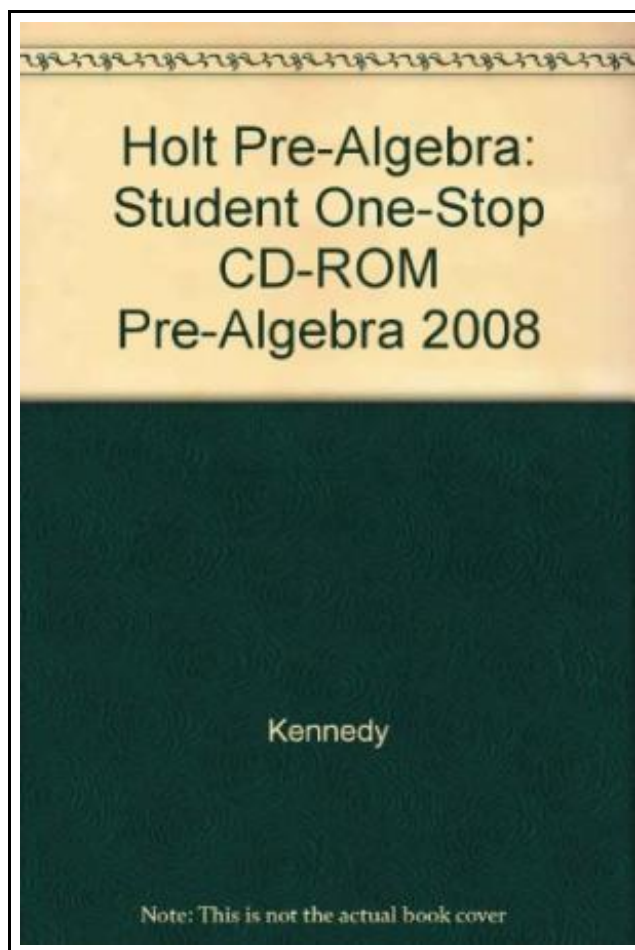 Holt Pre-Algebra:
Student One-Stop
CD-ROM
Pre-Algebra 2008
Kennedy
Note: This is not the actual book cover